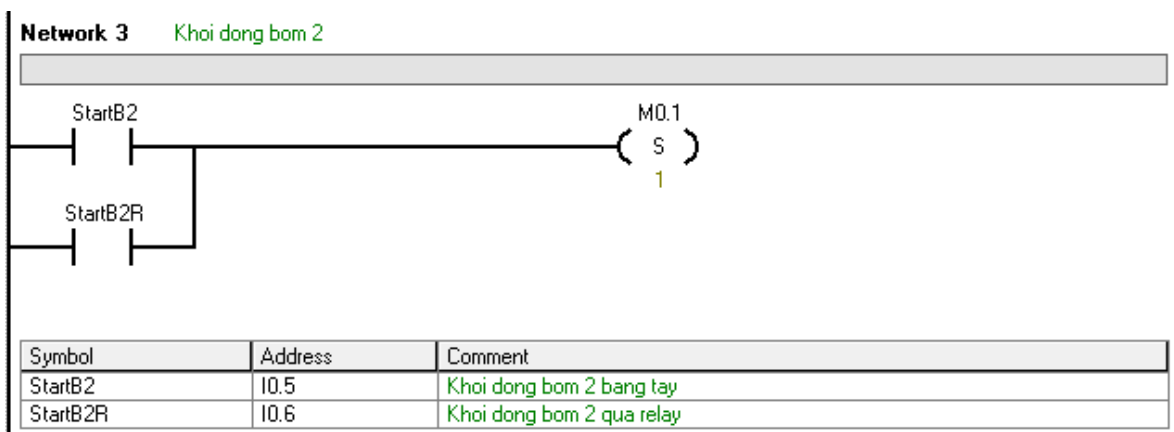 Network 3 Khoi dong bom 2
StartB2 M0.1
S
1
StartB2R
Symbol Address Comment
StartB2 I0.5 Khoi dong bom 2 bang tay
StartB2R I0.6 Khoi dong bom 2 qua relay